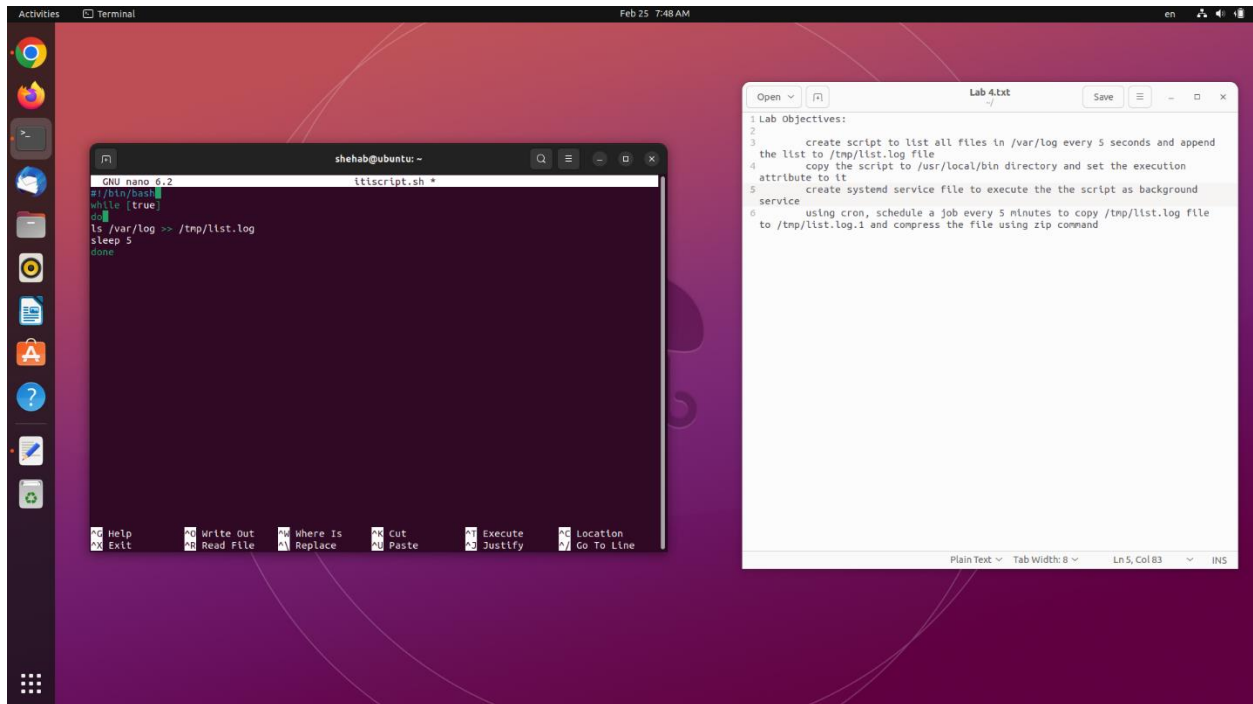 Activities Terminal Feb 25 7:48 AM en
shehab@ubuntu: ~
GNU nano 6.2 itiscript.sh *
#!/bin/bash
while [true]
do
ls /var/log >> /tmp/list.log
sleep 5
done
^G Help ^O Write Out ^W Where Is ^K Cut ^T Execute ^C Location
^X Exit ^R Read File ^\ Replace ^U Paste ^J Justify ^/ Go To Line
Open Lab 4.txt Save
~/
1 Lab Objectives:
2
3 create script to list all files in /var/log every 5 seconds and append
the list to /tmp/list.log file
4 copy the script to /usr/local/bin directory and set the execution
attribute to it
5 create systemd service file to execute the the script as background
service
6 using cron, schedule a job every 5 minutes to copy /tmp/list.log file
to /tmp/list.log.1 and compress the file using zip command
Plain Text Tab Width: 8 Ln 5, Col 83 INS